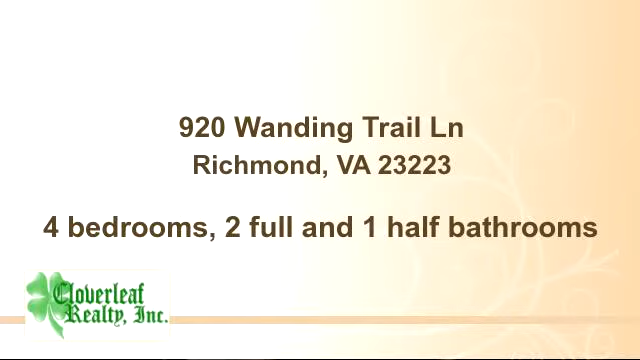 920 Wanding Trail Ln
Richmond, VA 23223
4 bedrooms, 2 full and 1 half bathrooms
Cloverleaf
Realty, Inc.